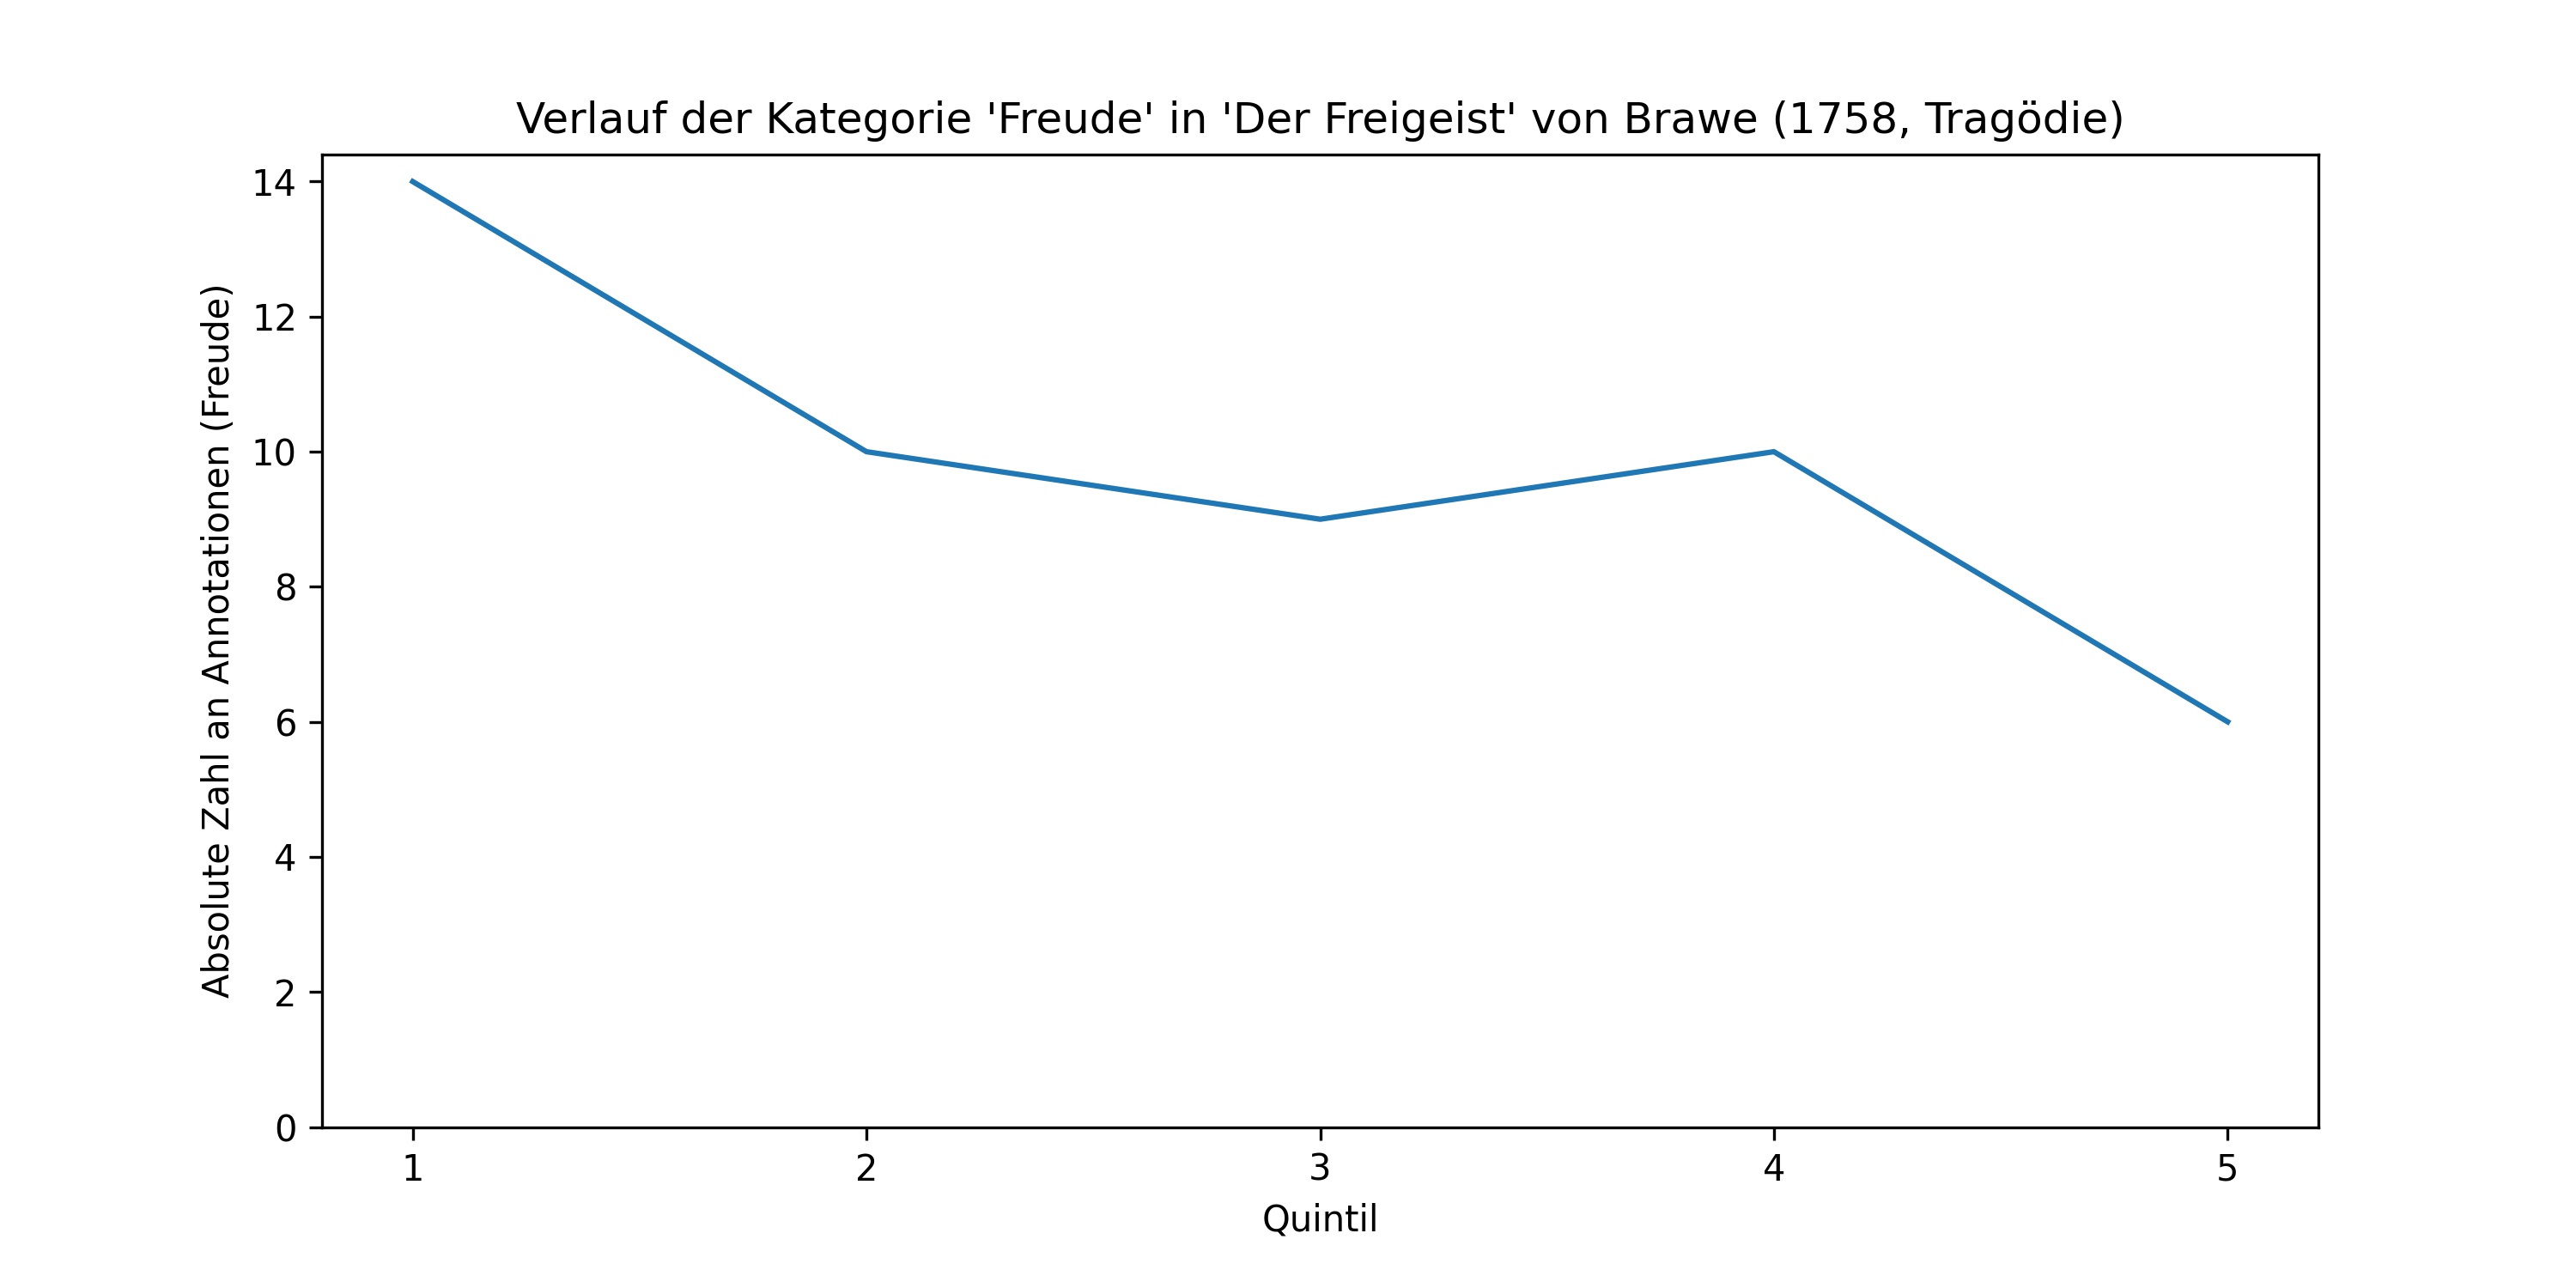 Verlauf der Kategorie 'Freude' in 'Der Freigeist' von Brawe (1758, Tragödie)
Absolute Zahl an Annotationen (Freude)
14
12
10
8
6
4
2
0
1 2 3 4 5
Quintil